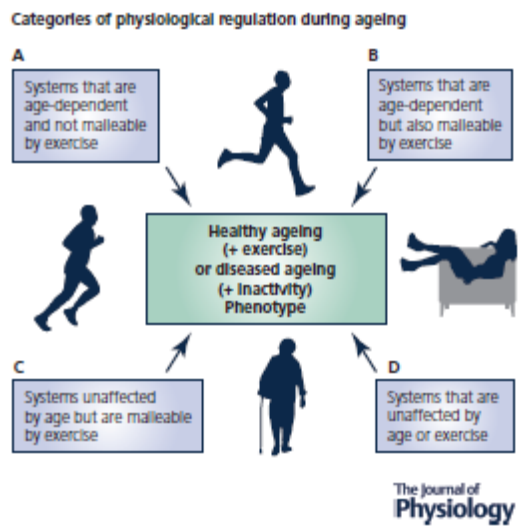 Categories of physiological regulation during ageing
A
Systems that are
age-dependent
and not malleable
by exercise
B
Systems that are
age-dependent
but also malleable
by exercise
Healthy ageing
(+ exercise)
or diseased ageing
(+ inactivity)
Phenotype
C
Systems unaffected
by age but are malleable
by exercise
D
Systems that are
unaffected by
age or exercise
The Journal of
Physiology